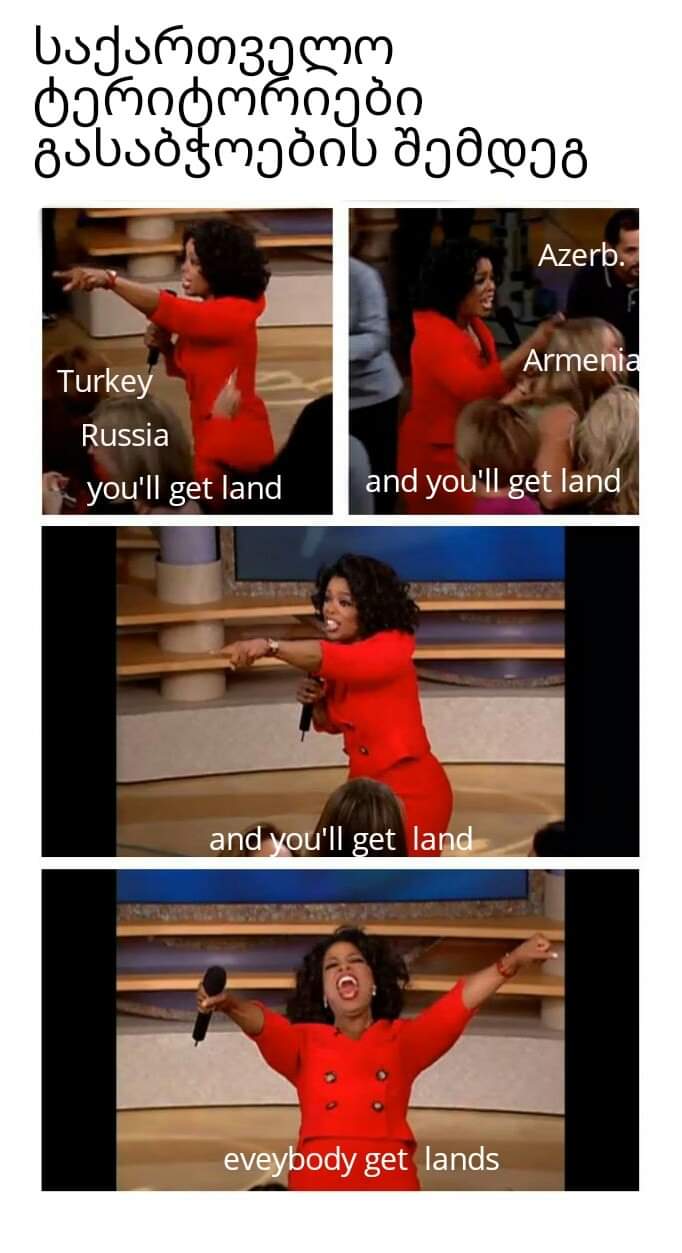 საქართველო
ტერიტორიები
გასაბჭოების შემდეგ
Turkey
Russia
you'll get land
Azerb.
Armenia
and you'll get land
and you'll get land
eveybody get lands